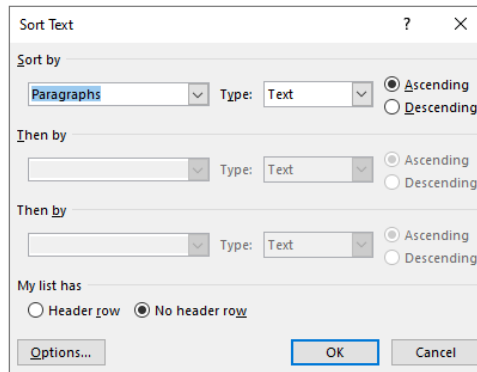 Sort Text ? ×
Sort by
Paragraphs Type: Text Ascending
Descending
Then by
Type: Text Ascending
Descending
Then by
Type: Text Ascending
Descending
My list has
Header row No header row
Options... OK Cancel